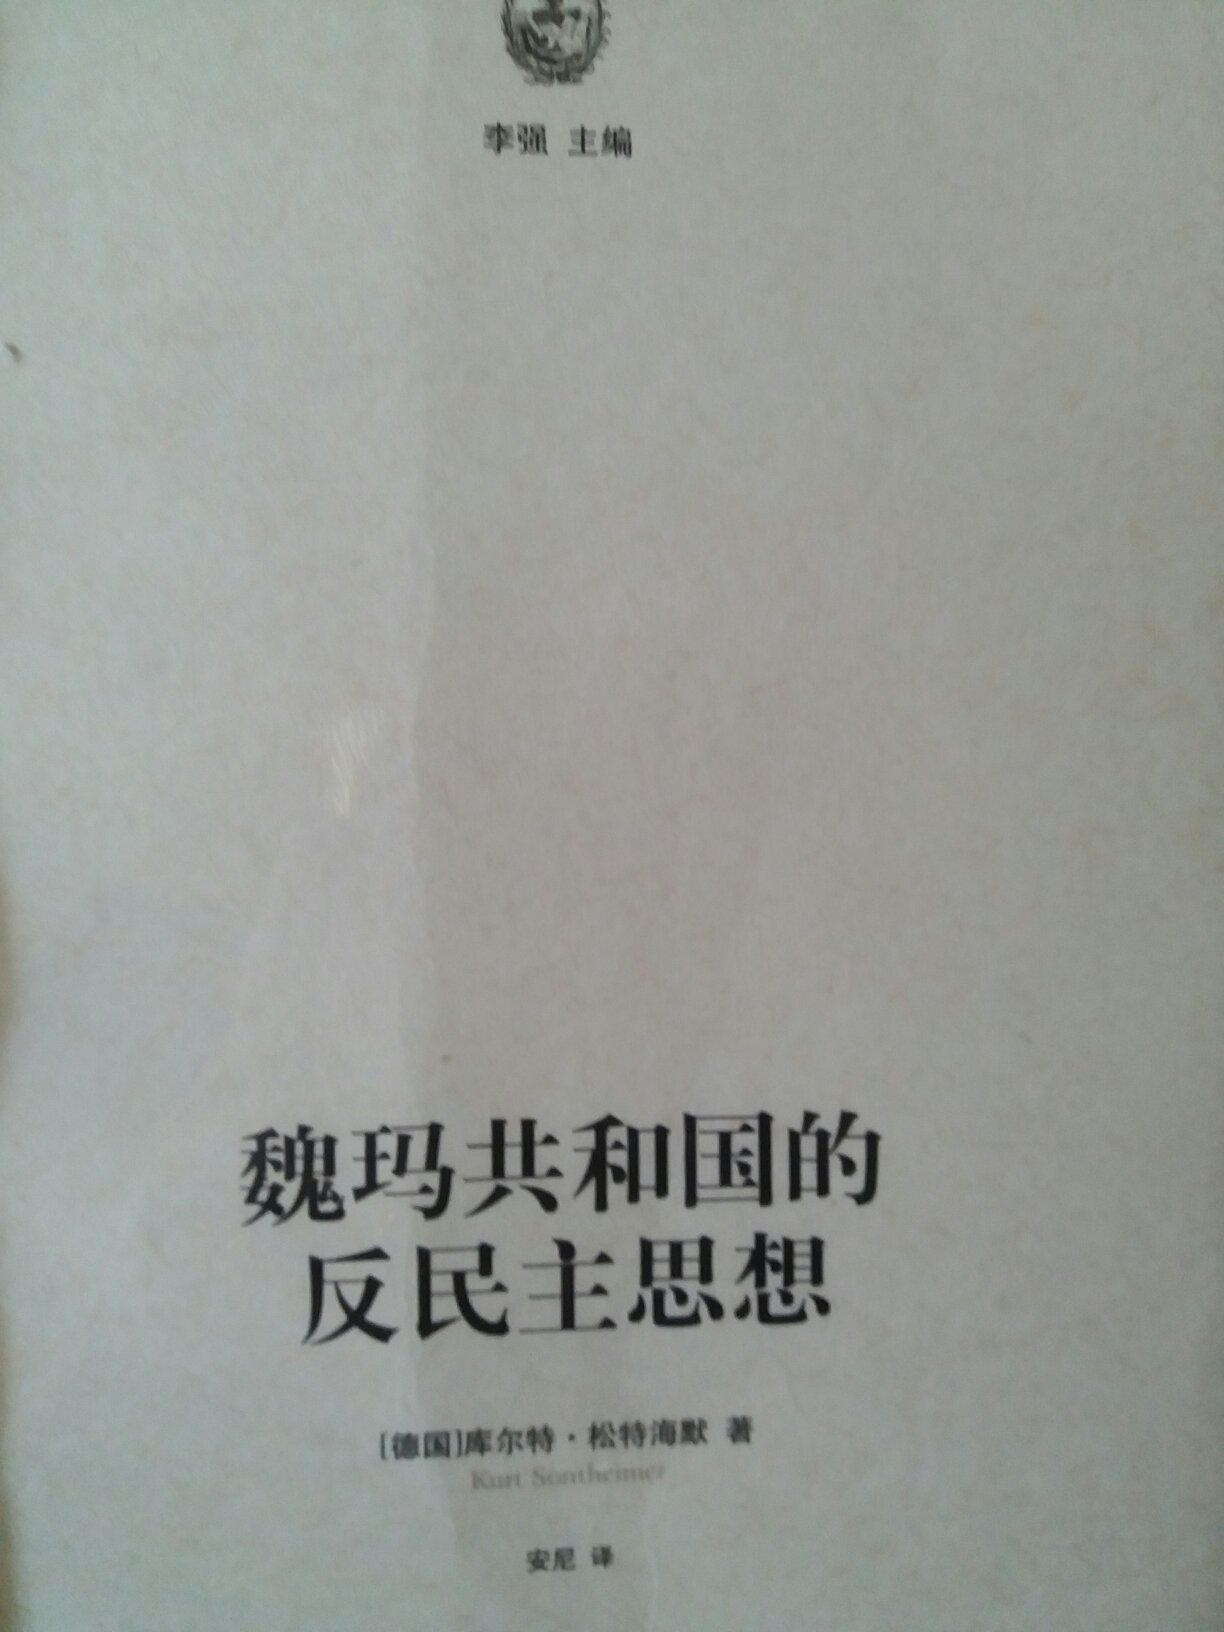 李强 主编
魏玛共和国的
反民主思想
[德国]库尔特·松特海默 著
Kurt Sontheimer
安尼 译